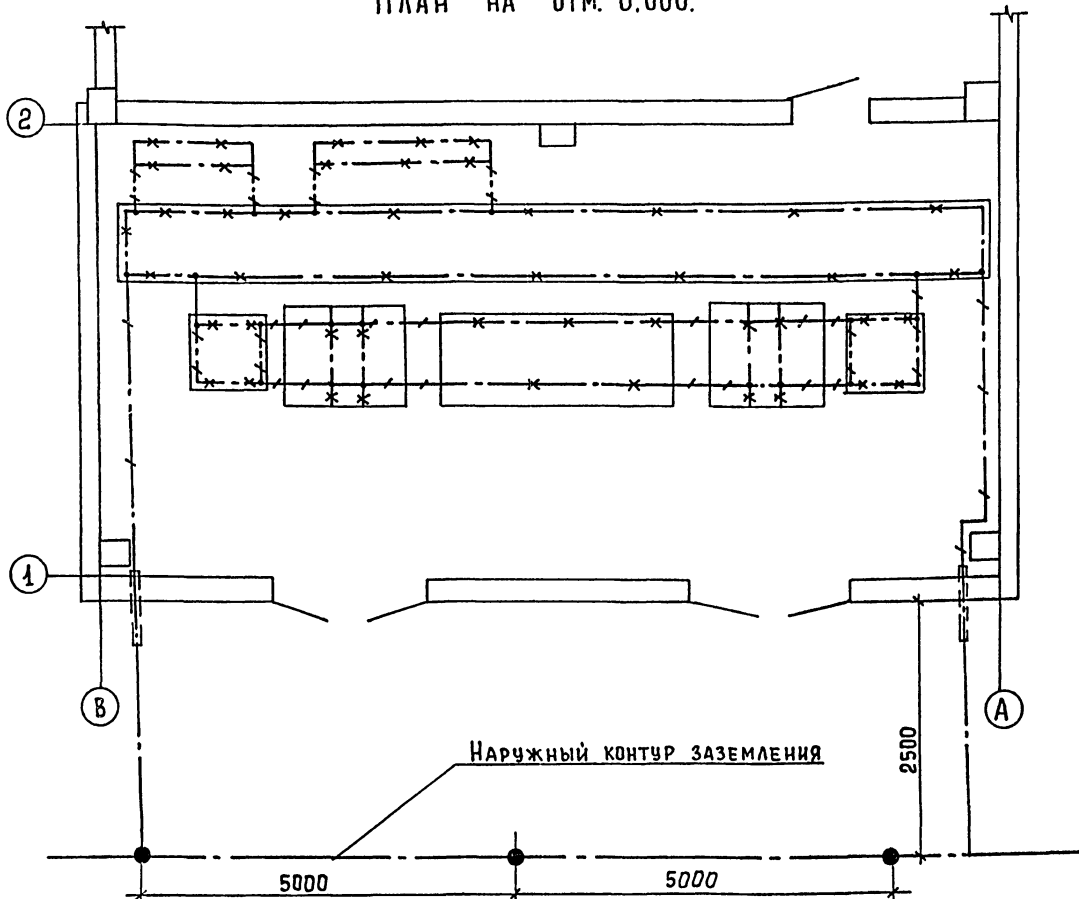 ПЛАН НА ОТМ. 0.000.
2
1
В
А
2500
НАРУЖНЫЙ КОНТУР ЗАЗЕМЛЕНИЯ
5000
5000